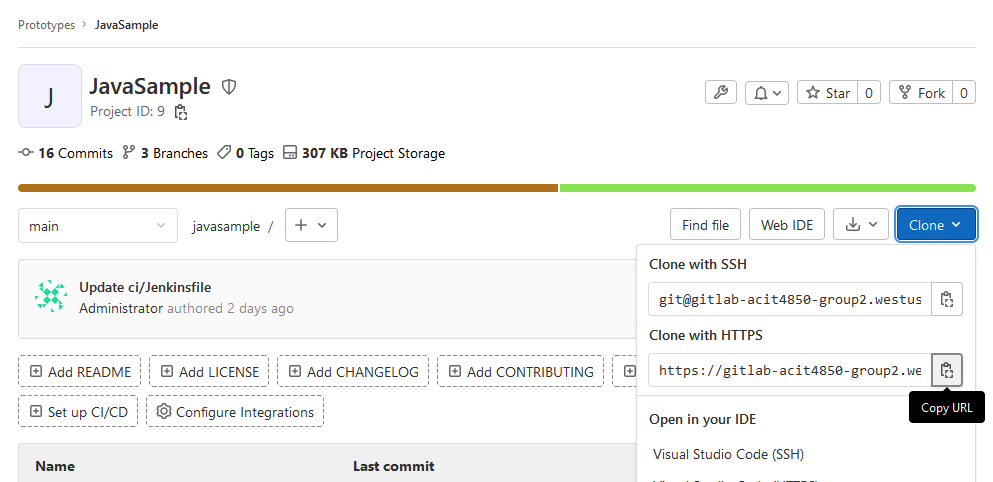 Prototypes > JavaSample
J
JavaSample
Project ID: 9
Star 0
Fork 0
16 Commits 3 Branches 0 Tags 307 KB Project Storage
main
javasample /
+
Find file
Web IDE
Clone
Update ci/Jenkinsfile
Administrator authored 2 days ago
Clone with SSH
git@gitlab-acit4850-group2.westus
Clone with HTTPS
https://gitlab-acit4850-group2.we
Copy URL
Add README
Add LICENSE
Add CHANGELOG
Add CONTRIBUTING
Set up CI/CD
Configure Integrations
Open in your IDE
Visual Studio Code (SSH)
Name
Last commit